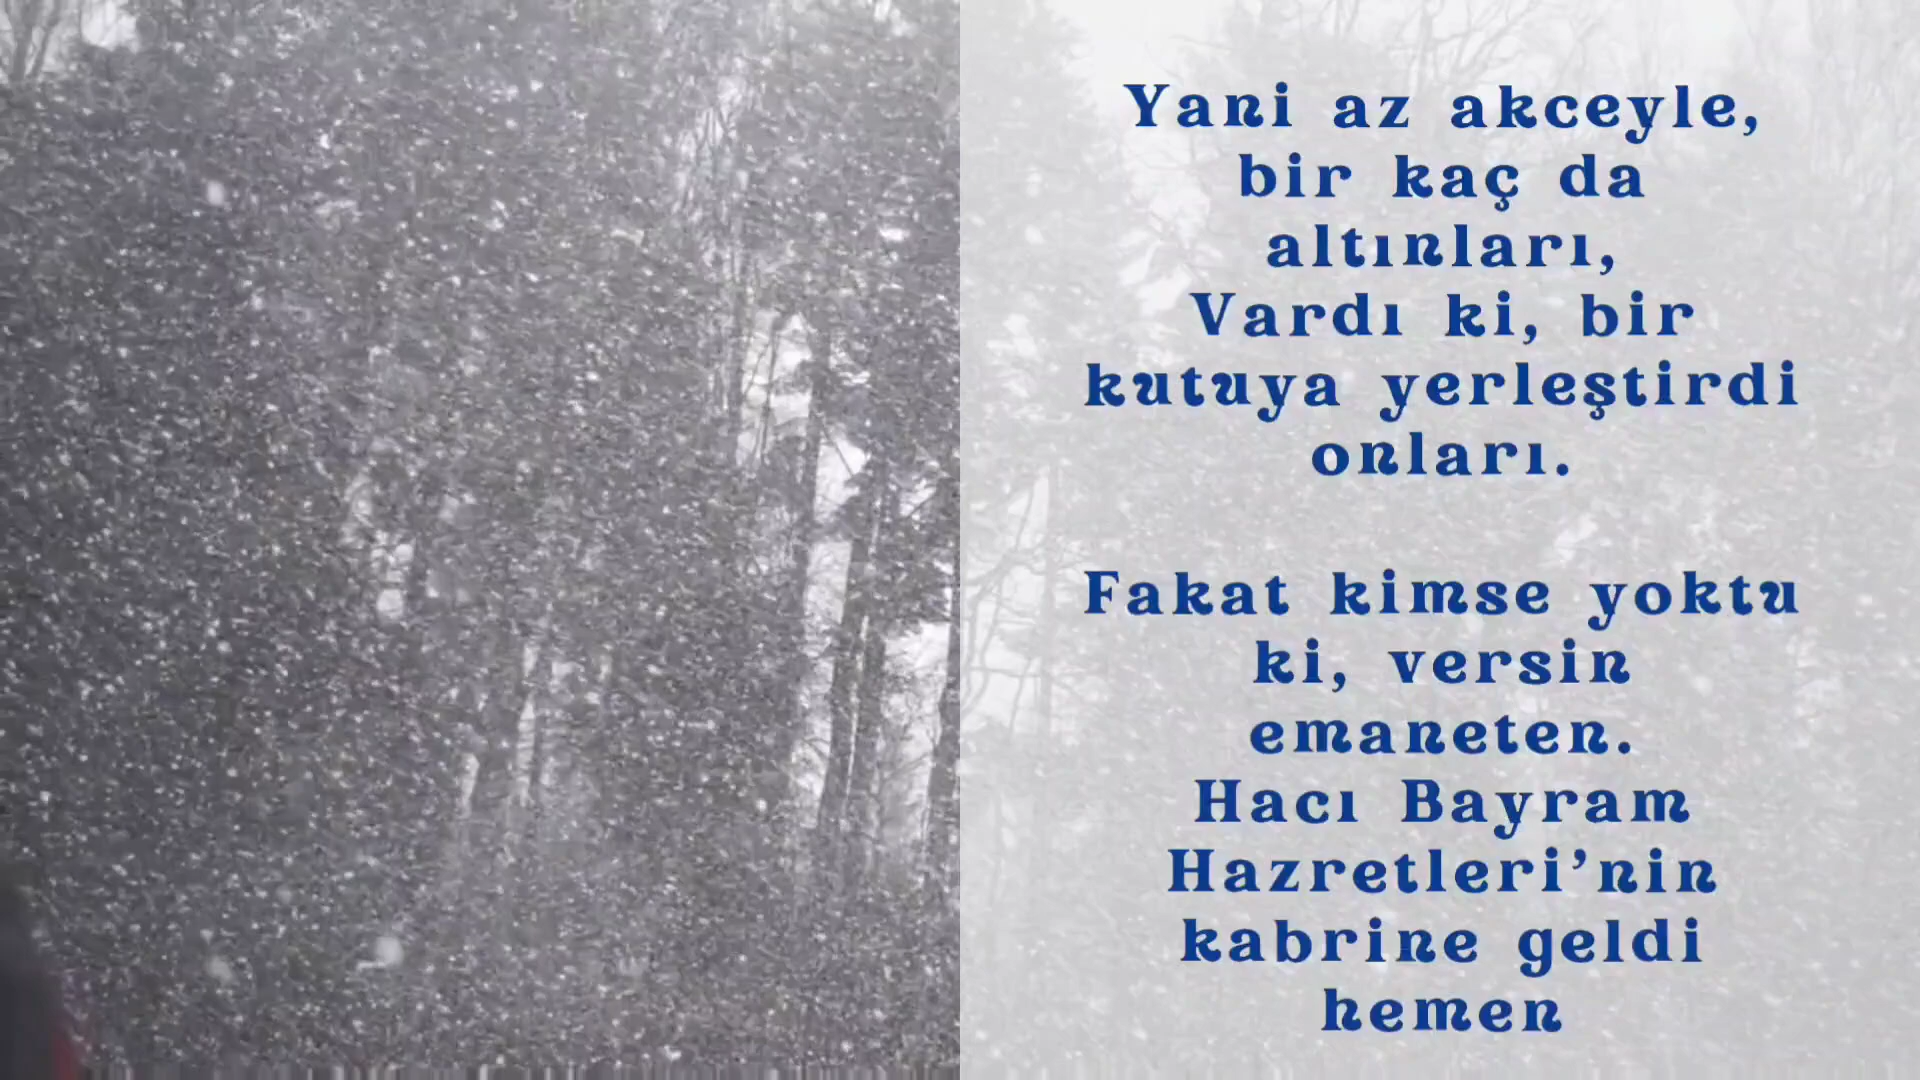 Yani az akceyle,
bir kaç da
altınları,
Vardı ki, bir
kutuya yerleştirdi
onları.
Fakat kimse yoktu
ki, versin
emaneten.
Hacı Bayram
Hazretleri’nin
kabrine geldi
hemen